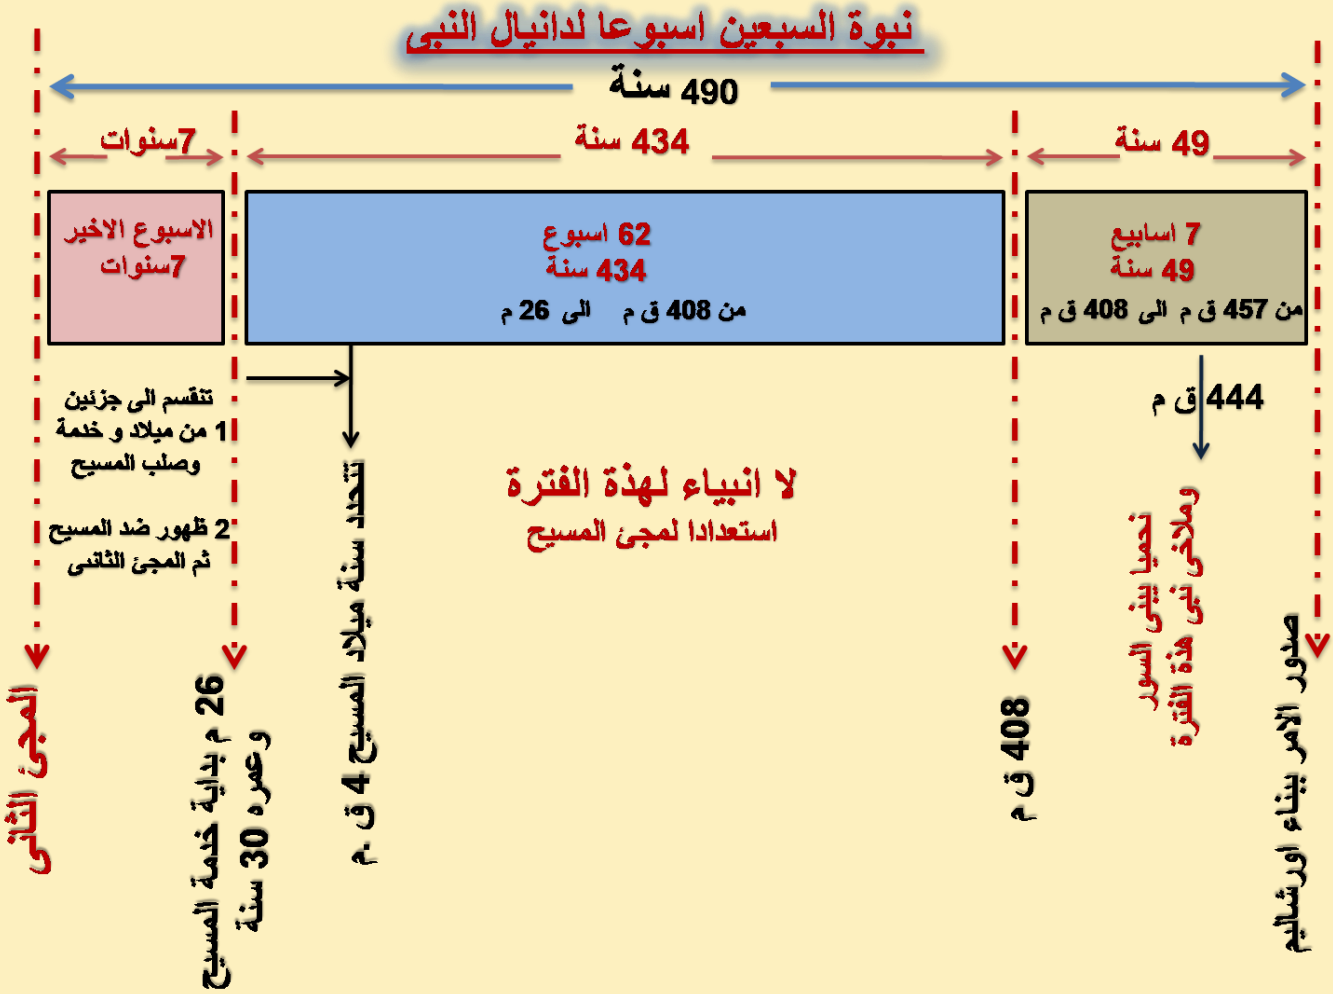 نبوة السبعين اسبوعا لدانيال النبى
490 سنة
49 سنة
434 سنة
7سنوات
7 اسابيع
49 سنة
من 457 ق م الى 408 ق م
62 اسبوع
434 سنة
من 408 ق م الى 26 م
الاسبوع الاخير
7سنوات
444 ق م
نحميا يبنى السور
وملاخى نبى هذة الفترة
صدور الامر ببناء اورشاليم
408 ق م
لا انبياء لهذة الفترة
استعدادا لمجئ المسيح
تتحدد سنة ميلاد المسيح 4 ق .م
26 م بداية خدمة المسيح
وعمره 30 سنة
تنقسم الى جزئين
1 من ميلاد و خدمة
وصلب المسيح
2 ظهور ضد المسيح
ثم المجئ الثانى
المجئ الثانى